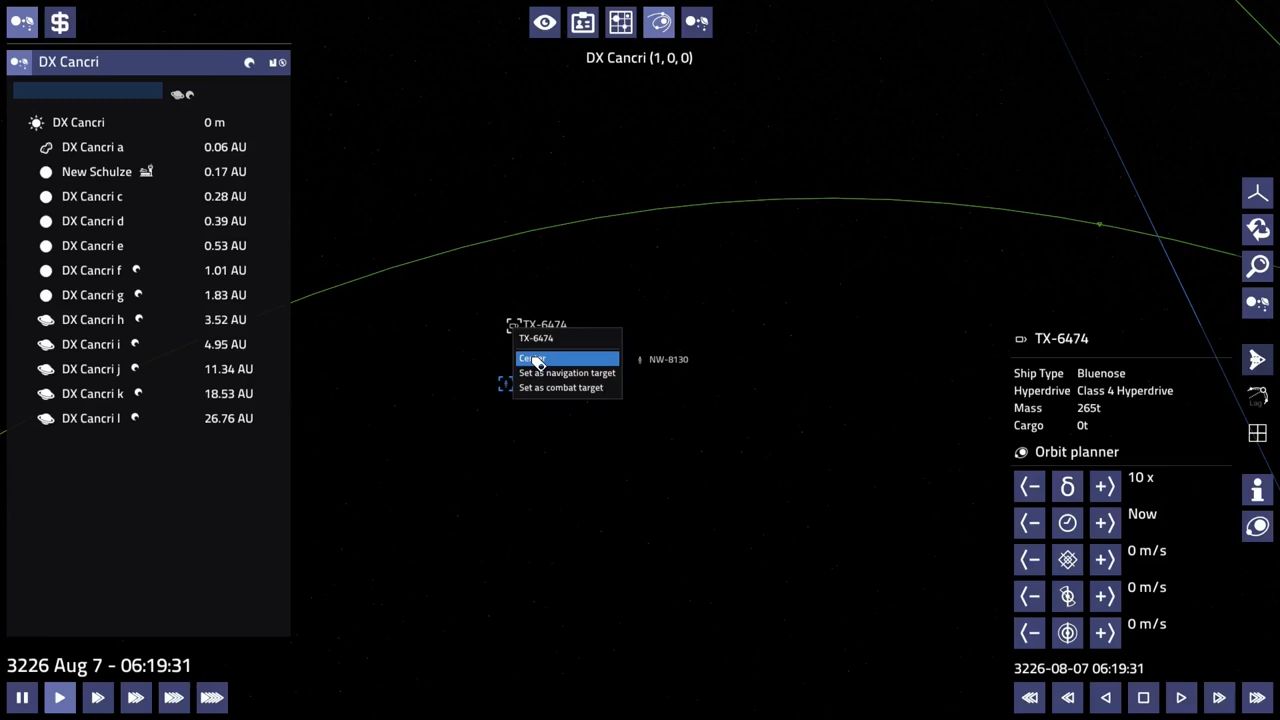 DX Cancri
DX Cancri (1, 0, 0)
DX Cancri 0 m
DX Cancri a 0.06 AU
New Schulze 0.17 AU
DX Cancri c 0.28 AU
DX Cancri d 0.39 AU
DX Cancri e 0.53 AU
DX Cancri f 1.01 AU
DX Cancri g 1.83 AU
DX Cancri h 3.52 AU
DX Cancri i 4.95 AU
DX Cancri j 11.34 AU
DX Cancri k 18.53 AU
DX Cancri l 26.76 AU
TX-6474
TX-6474
Center
Set as navigation target
Set as combat target
NW-8130
TX-6474
Ship Type Bluenose
Hyperdrive Class 4 Hyperdrive
Mass 265t
Cargo 0t
Orbit planner
10 x
Now
0 m/s
0 m/s
0 m/s
3226-08-07 06:19:31
3226 Aug 7 - 06:19:31